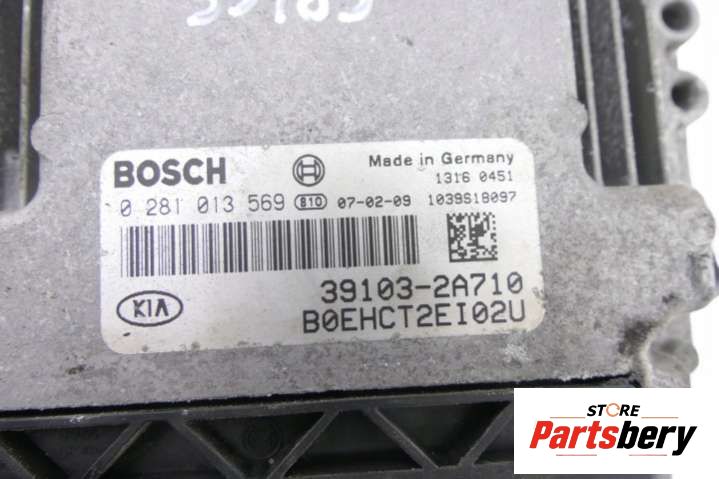 BOSCH
Made in Germany
1316 0451
0 281 013 569 B10 07-02-09 1039S18097
39103-2A710
KIA
B0EHCT2EI02U
STORE
Partsbery